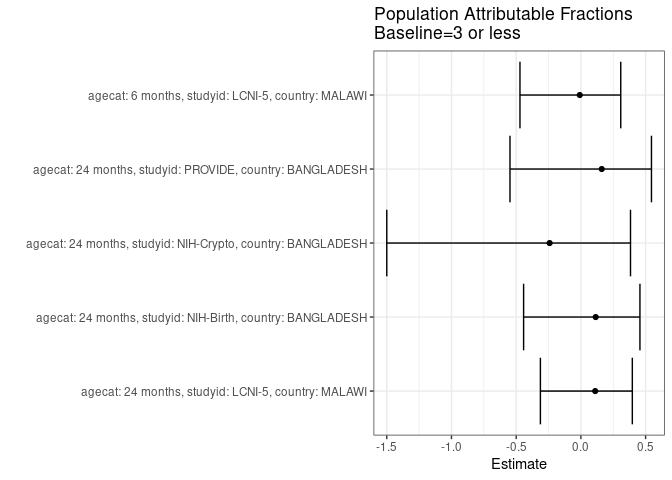 Population Attributable Fractions
Baseline=3 or less
agecat: 6 months, studyid: LCNI-5, country: MALAWI
agecat: 24 months, studyid: PROVIDE, country: BANGLADESH
agecat: 24 months, studyid: NIH-Crypto, country: BANGLADESH
agecat: 24 months, studyid: NIH-Birth, country: BANGLADESH
agecat: 24 months, studyid: LCNI-5, country: MALAWI
-1.5 -1.0 -0.5 0.0 0.5
Estimate